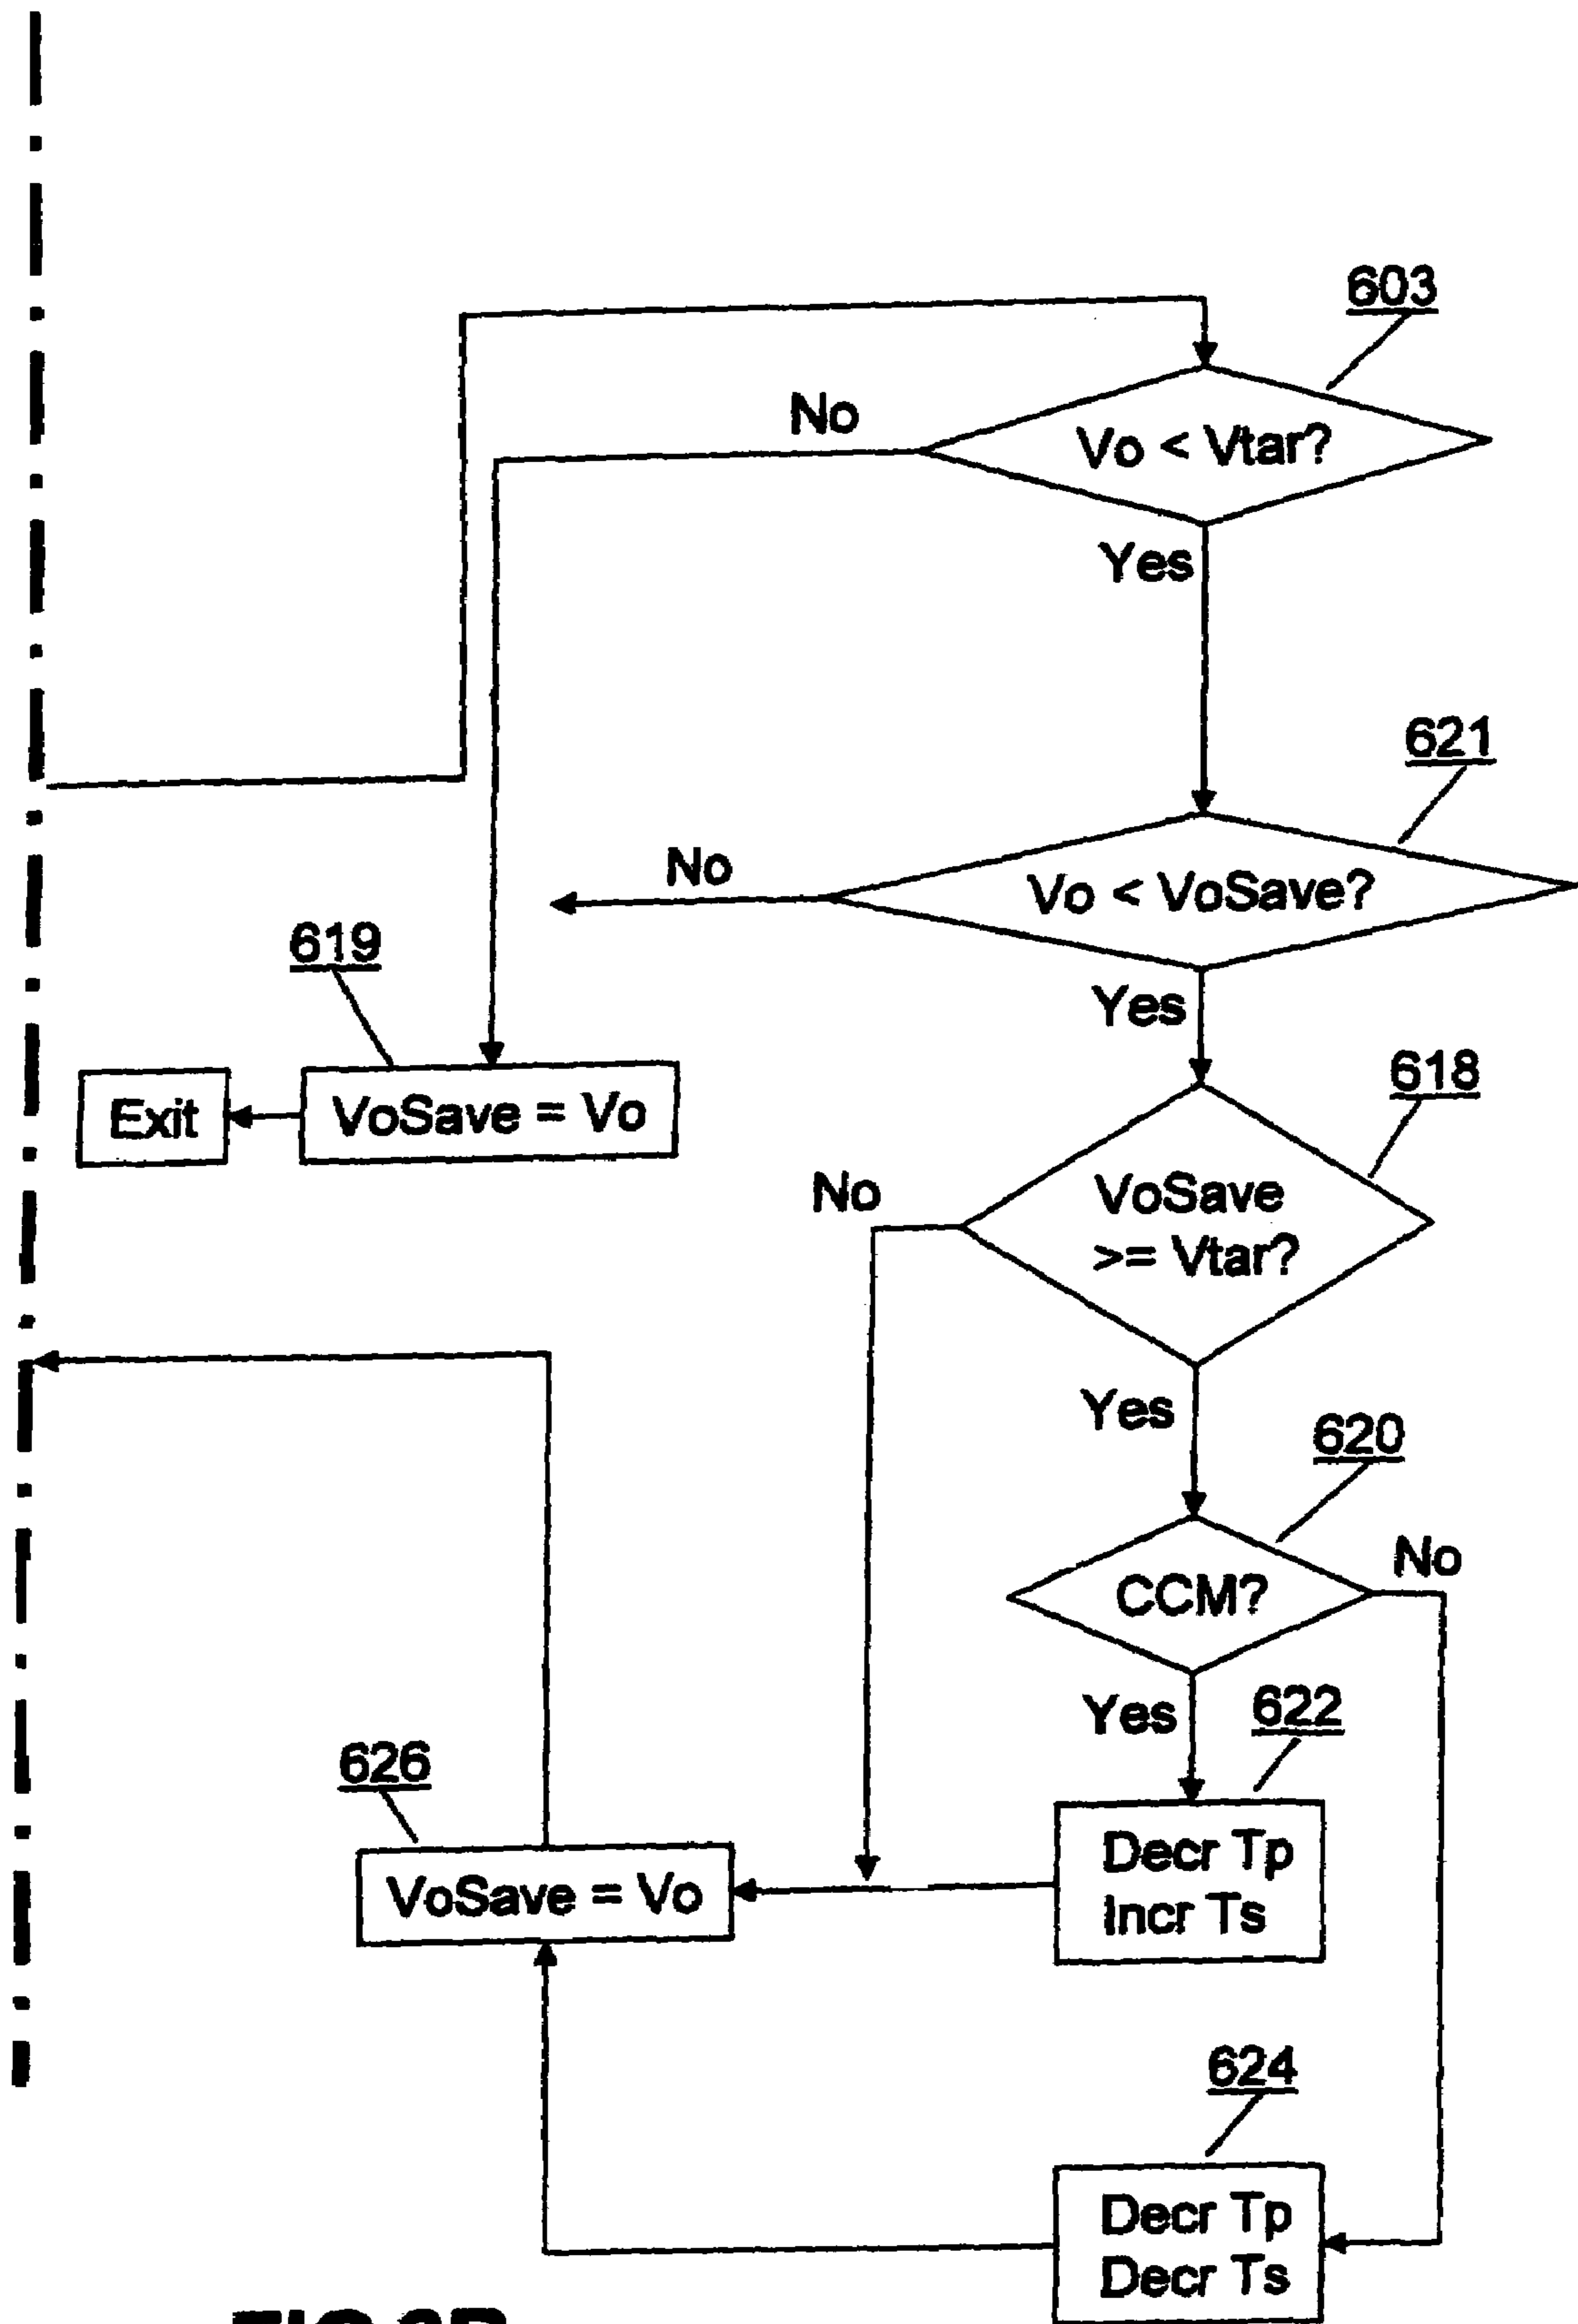 603
No
Vo < Vtar?
Yes
621
No
Vo < VoSave?
619
Yes
Exit
VoSave = Vo
618
No
VoSave
>= Vtar?
Yes
620
No
CCM?
Yes
622
626
Decr Tp
Incr Ts
VoSave = Vo
624
Decr Tp
Decr Ts